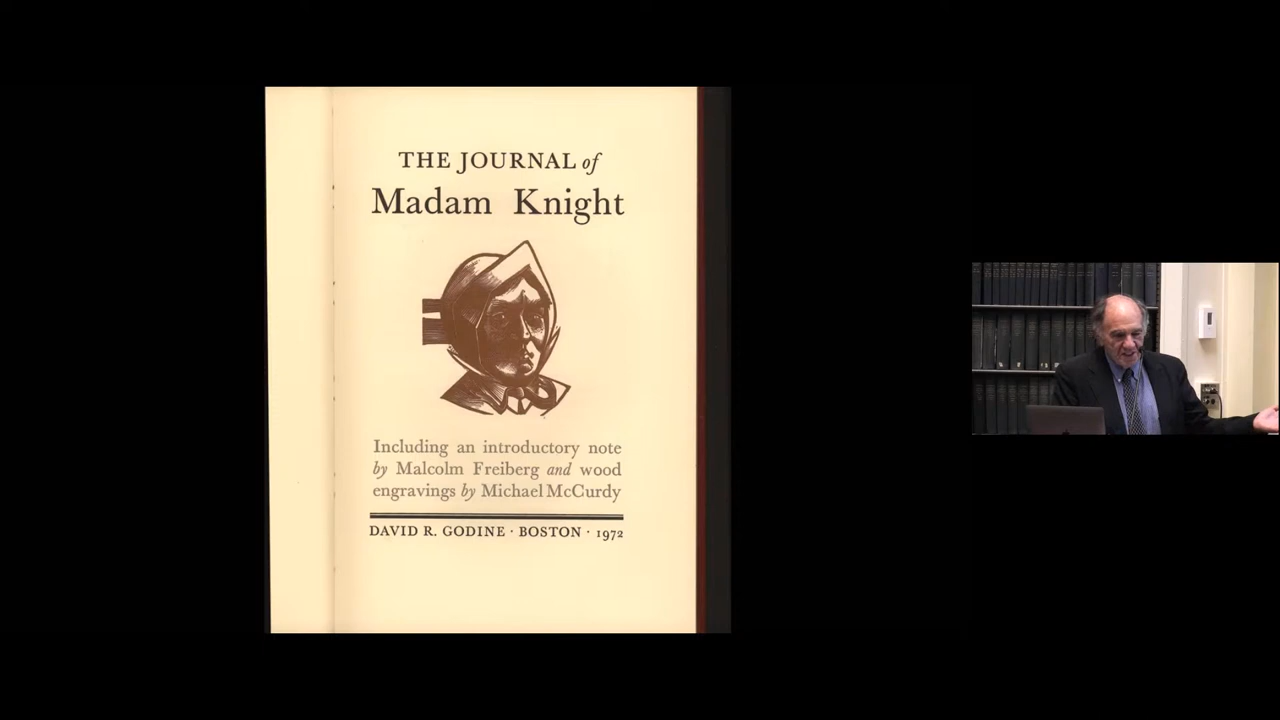 THE JOURNAL of
Madam Knight
Including an introductory note
by Malcolm Freiberg and wood
engravings by Michael McCurdy
DAVID R. GODINE · BOSTON · 1972